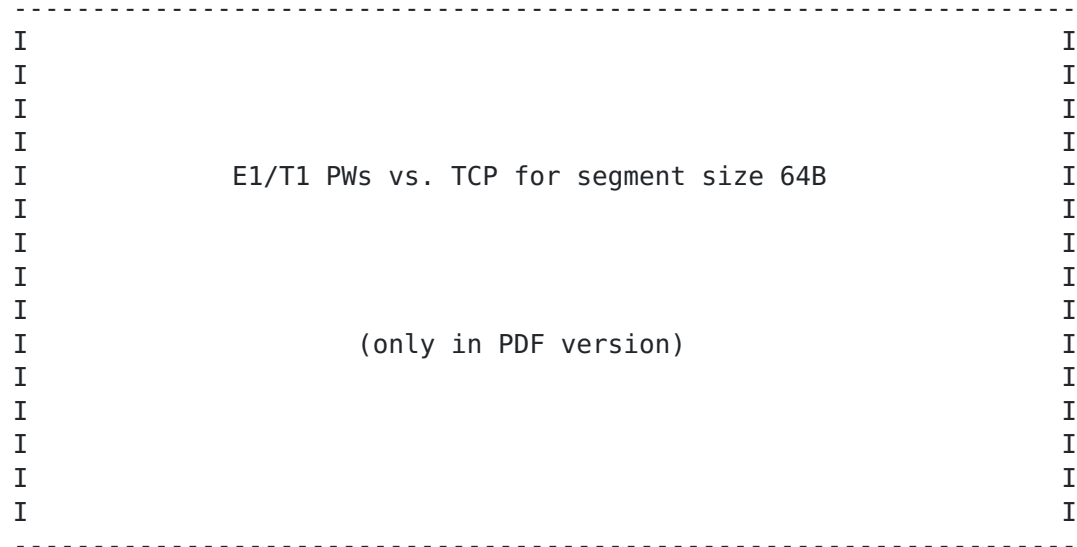 --------------------------------------------------------------------
I                                                                  I
I                                                                  I
I                                                                  I
I                                                                  I
I             E1/T1 PWs vs. TCP for segment size 64B               I
I                                                                  I
I                                                                  I
I                                                                  I
I                                                                  I
I                     (only in PDF version)                        I
I                                                                  I
I                                                                  I
I                                                                  I
I                                                                  I
I                                                                  I
--------------------------------------------------------------------